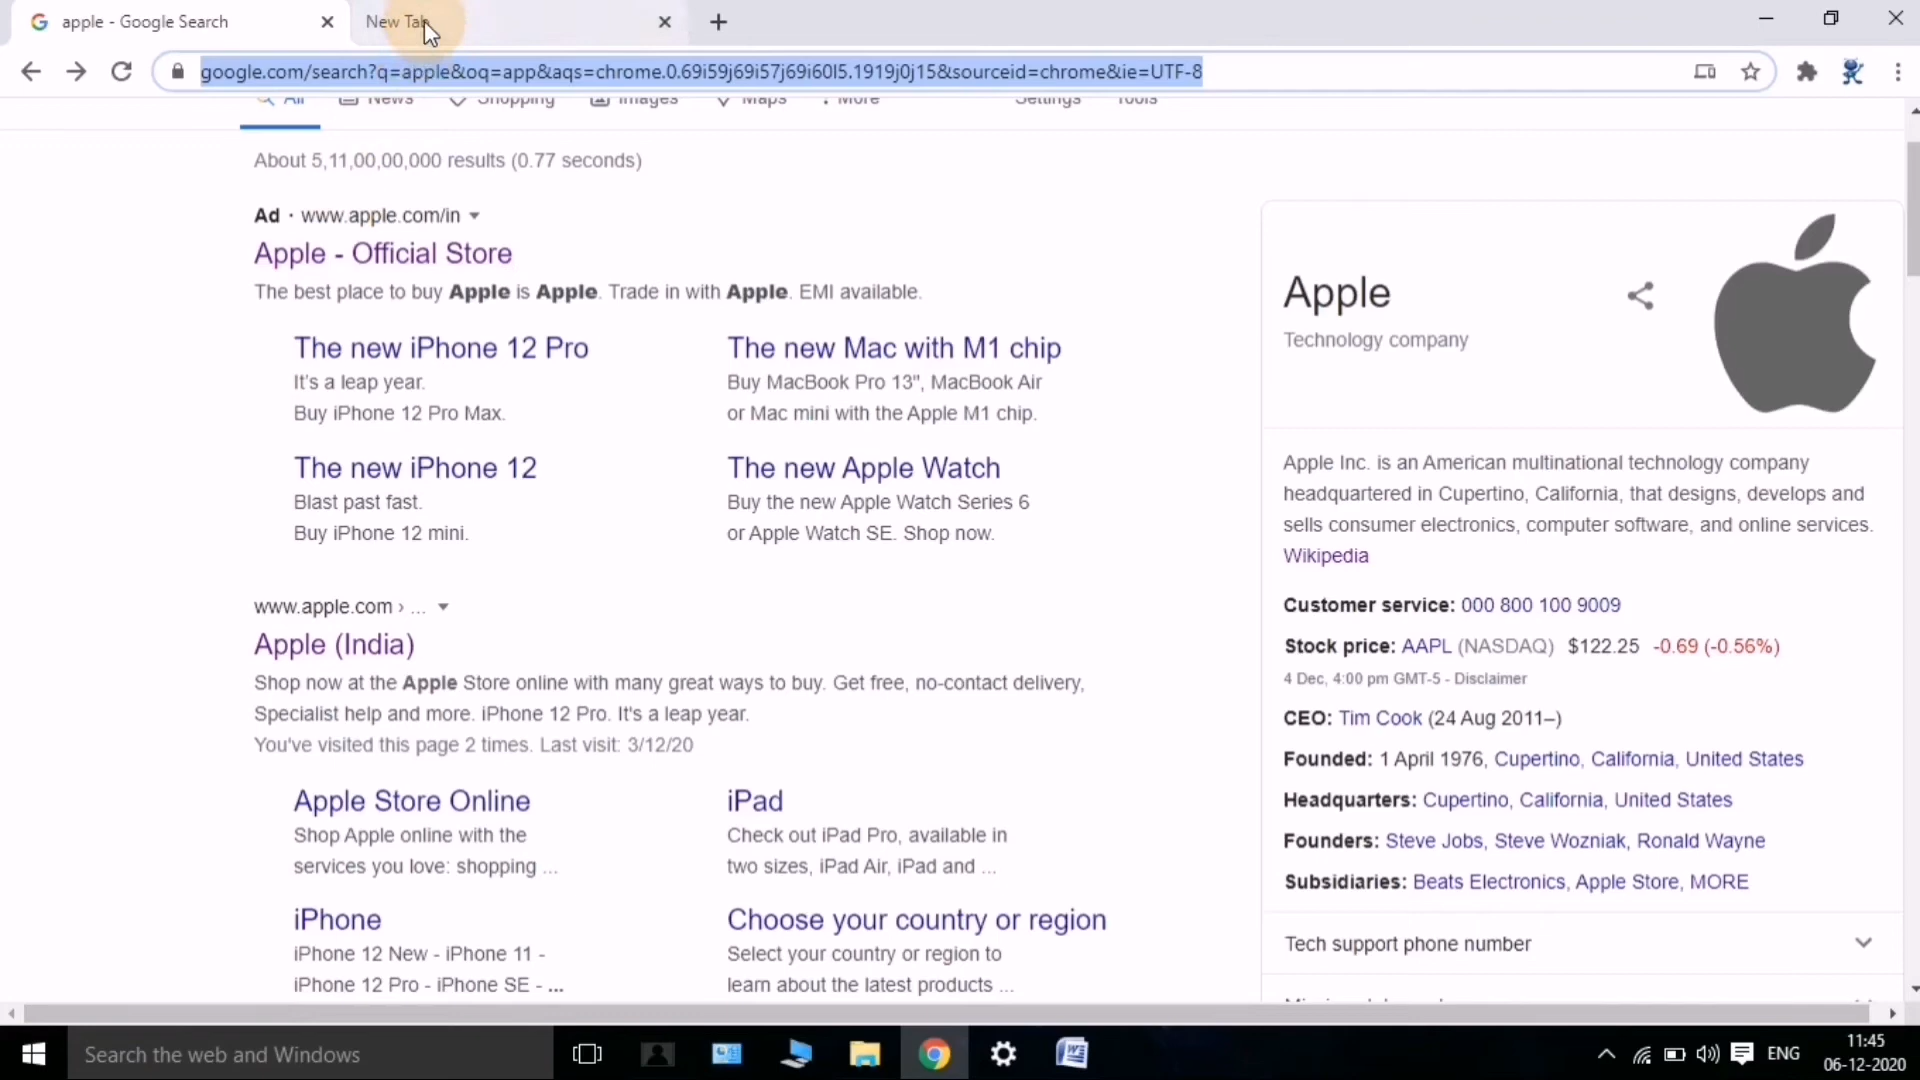 apple - Google Search
New Tab
google.com/search?q=apple&oq=app&aqs=chrome.0.69i59j69i57j69i60l5.1919j0j15&sourceid=chrome&ie=UTF-8
All News Shopping Images Maps More Settings Tools
About 5,11,00,00,000 results (0.77 seconds)
Ad · www.apple.com/in
Apple - Official Store
The best place to buy Apple is Apple. Trade in with Apple. EMI available.
The new iPhone 12 Pro
It's a leap year.
Buy iPhone 12 Pro Max.
The new Mac with M1 chip
Buy MacBook Pro 13", MacBook Air
or Mac mini with the Apple M1 chip.
The new iPhone 12
Blast past fast.
Buy iPhone 12 mini.
The new Apple Watch
Buy the new Apple Watch Series 6
or Apple Watch SE. Shop now.
www.apple.com › ...
Apple (India)
Shop now at the Apple Store online with many great ways to buy. Get free, no-contact delivery,
Specialist help and more. iPhone 12 Pro. It's a leap year.
You've visited this page 2 times. Last visit: 3/12/20
Apple Store Online
Shop Apple online with the
services you love: shopping ...
iPad
Check out iPad Pro, available in
two sizes, iPad Air, iPad and ...
iPhone
iPhone 12 New - iPhone 11 -
iPhone 12 Pro - iPhone SE - ...
Choose your country or region
Select your country or region to
learn about the latest products ...
Apple
Technology company
Apple Inc. is an American multinational technology company
headquartered in Cupertino, California, that designs, develops and
sells consumer electronics, computer software, and online services.
Wikipedia
Customer service: 000 800 100 9009
Stock price: AAPL (NASDAQ) $122.25 -0.69 (-0.56%)
4 Dec, 4:00 pm GMT-5 - Disclaimer
CEO: Tim Cook (24 Aug 2011–)
Founded: 1 April 1976, Cupertino, California, United States
Headquarters: Cupertino, California, United States
Founders: Steve Jobs, Steve Wozniak, Ronald Wayne
Subsidiaries: Beats Electronics, Apple Store, MORE
Tech support phone number
Search the web and Windows
ENG
11:45
06-12-2020